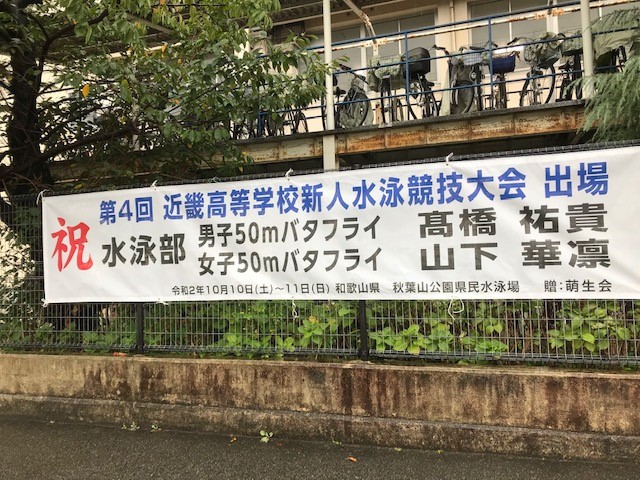 祝
第4回 近畿高等学校新人水泳競技大会 出場
水泳部
男子50mバタフライ 髙橋 祐貴
女子50mバタフライ 山下 華凛
令和2年10月10日(土)~11日(日) 和歌山県 秋葉山公園県民水泳場 贈:萌生会